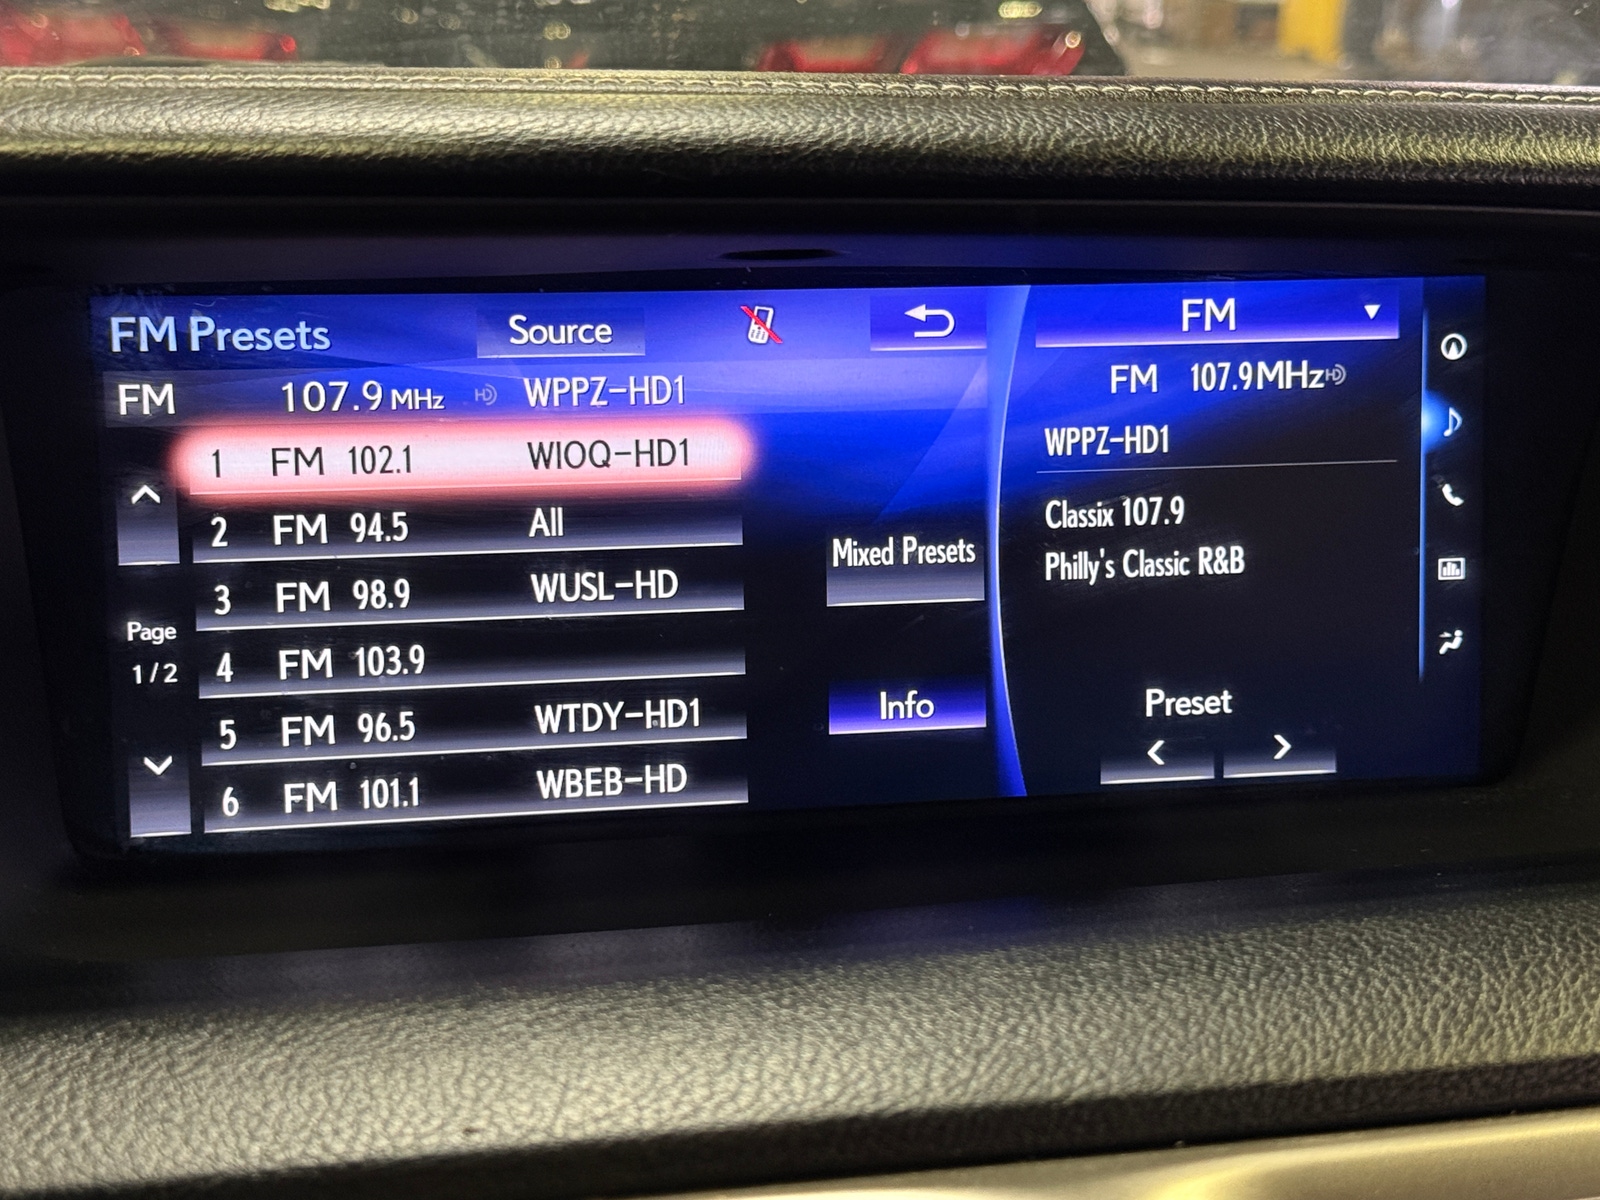 FM Presets Source
FM 107.9 MHz HD WPPZ-HD1
1 FM 102.1 WIOQ-HD1
2 FM 94.5 All
3 FM 98.9 WUSL-HD
4 FM 103.9
5 FM 96.5 WTDY-HD1
6 FM 101.1 WBEB-HD
Page
1/2
Mixed Presets
Info
FM
FM 107.9MHz HD
WPPZ-HD1
Classix 107.9
Philly's Classic R&B
Preset